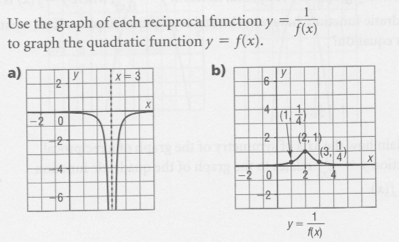 Use the graph of each reciprocal function y = 1/f(x)
to graph the quadratic function y = f(x).
a)
y
x = 3
2
x
-2 0
-2
-4
-6
b)
y
6
4
(1, 1/4)
2
(2, 1)
(3, 1/4)
x
-2 0 2 4
-2
y = 1/f(x)